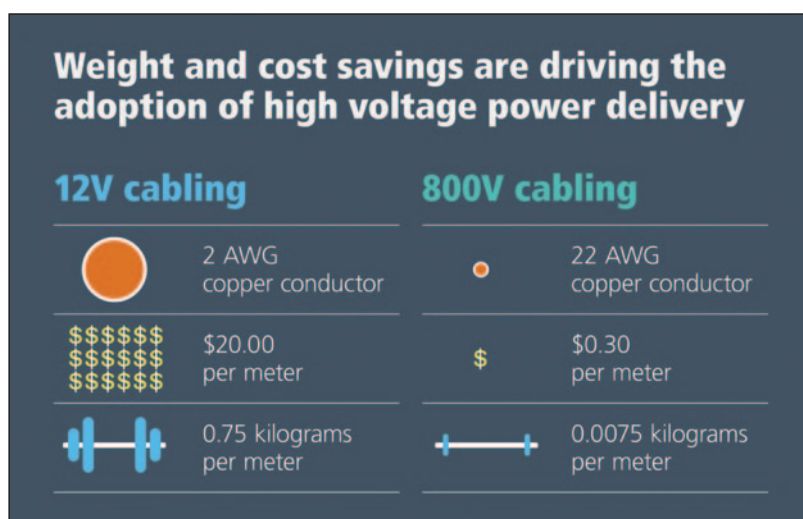 Weight and cost savings are driving the
adoption of high voltage power delivery
12V cabling
2 AWG
copper conductor
$$$$$$
$$$$$$
$$$$$$
$20.00
per meter
0.75 kilograms
per meter
800V cabling
22 AWG
copper conductor
$
$0.30
per meter
0.0075 kilograms
per meter